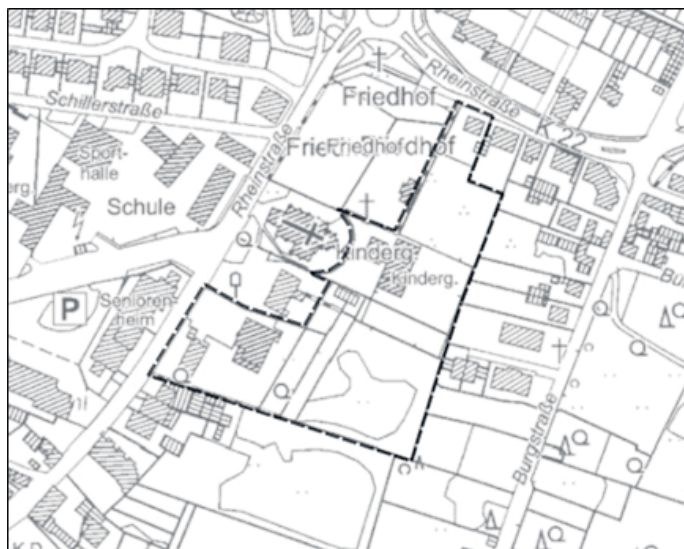 Schillerstraße
Sport-
halle
Schule
Rheinstraße
Friedhof
Friedhof
Rheinstraße
K 22
Kinderg.
Kinderg.
P
Senioren-
heim
Burgstraße